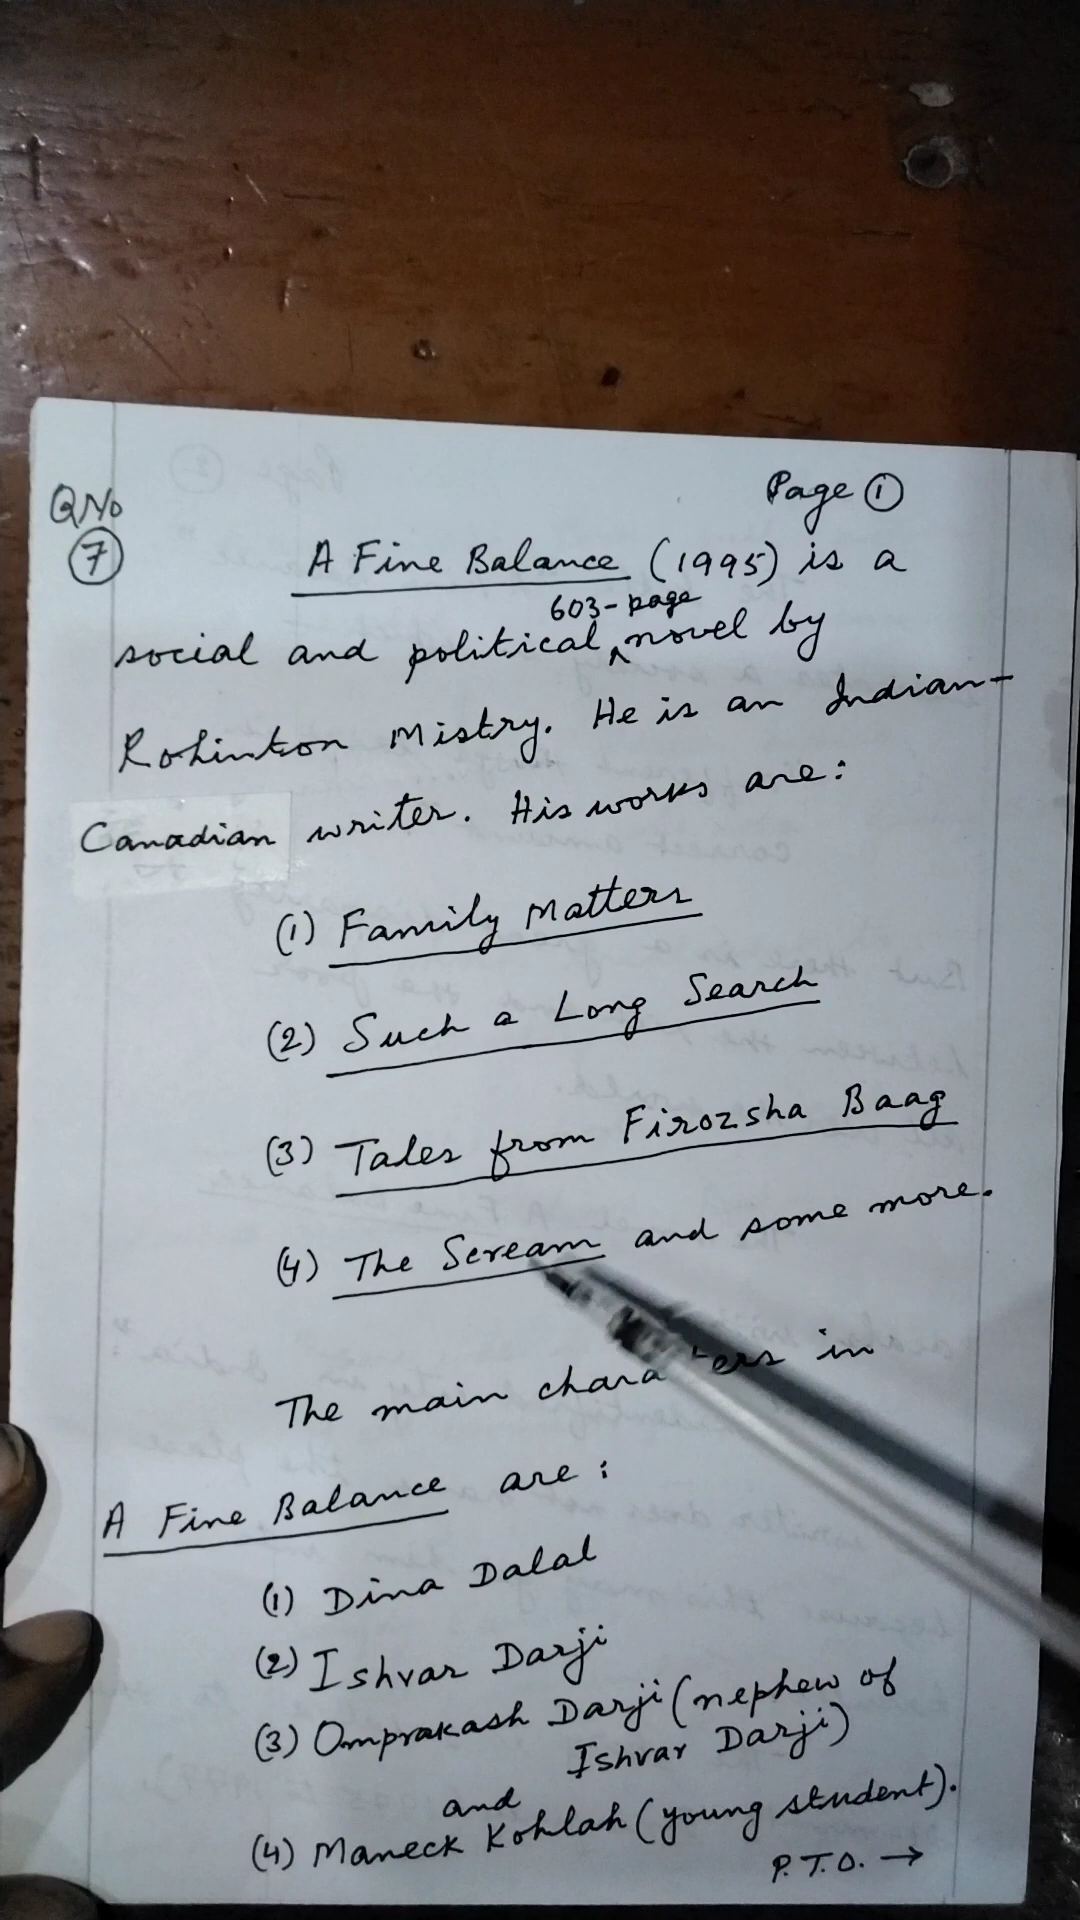 Page ①
QNo
⑦
A Fine Balance (1995) is a
603-page
social and political ^ novel by
Rohinton Mistry. He is an Indian-
Canadian writer. His works are:
(1) Family Matters
(2) Such a Long Search
(3) Tales from Firozsha Baag
(4) The Scream and some more.
The main in
A Fine Balance are:
(1) Dina Dalal
(2) Ishvar Darji
(3) Omprakash Darji (nephew of
Ishvar Darji)
and
(4) Maneck Kohlah (young student).
P.T.O. →